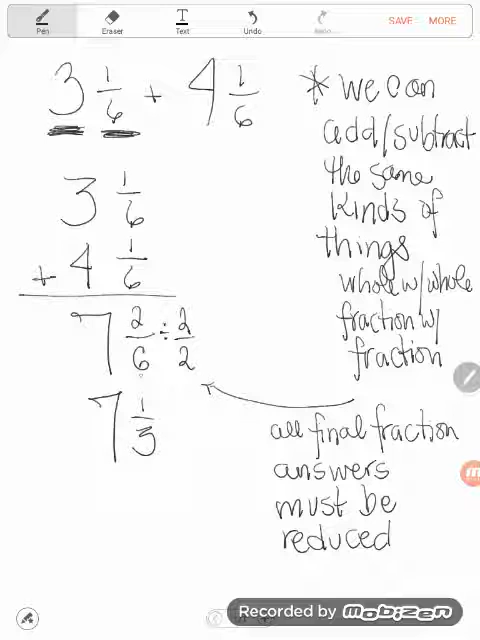 Pen Eraser Text Undo Redo... SAVE MORE
3 1/6 + 4 1/6
3 1/6
+ 4 1/6
7 2/6 ÷ 2/2
7 1/3
* we can
add/subtract
the same
kinds of
things
whole w/ whole
fraction w/
fraction
all final fraction
answers
must be
reduced
Recorded by mobizen